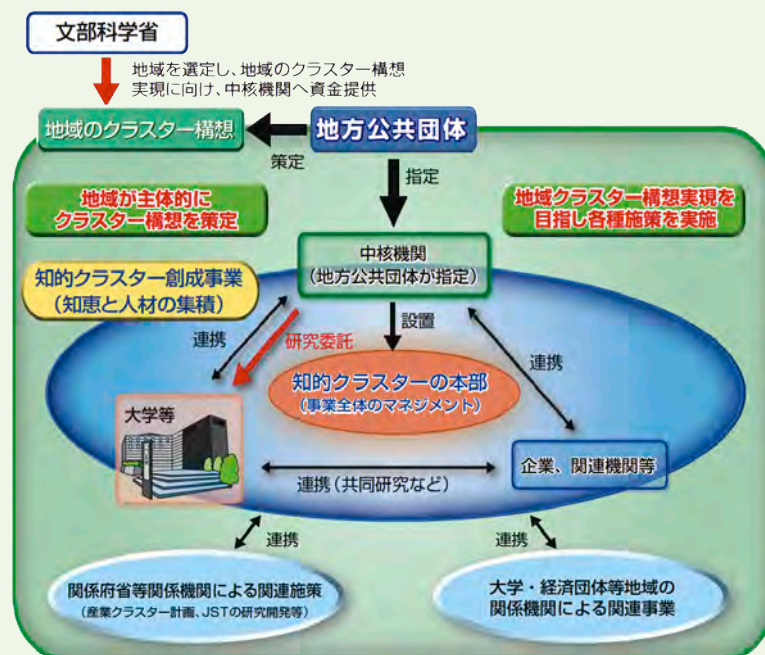 文部科学省
地域を選定し、地域のクラスター構想
実現に向け、中核機関へ資金提供
地域のクラスター構想
策定
地方公共団体
指定
地域が主体的に
クラスター構想を策定
地域クラスター構想実現を
目指し各種施策を実施
中核機関
（地方公共団体が指定）
知的クラスター創成事業
（知恵と人材の集積）
連携
研究委託
設置
連携
知的クラスターの本部
（事業全体のマネジメント）
大学等
企業、関連機関等
連携（共同研究など）
連携
連携
関係府省等関係機関による関連施策
（産業クラスター計画、JSTの研究開発等）
大学・経済団体等地域の
関係機関による関連事業